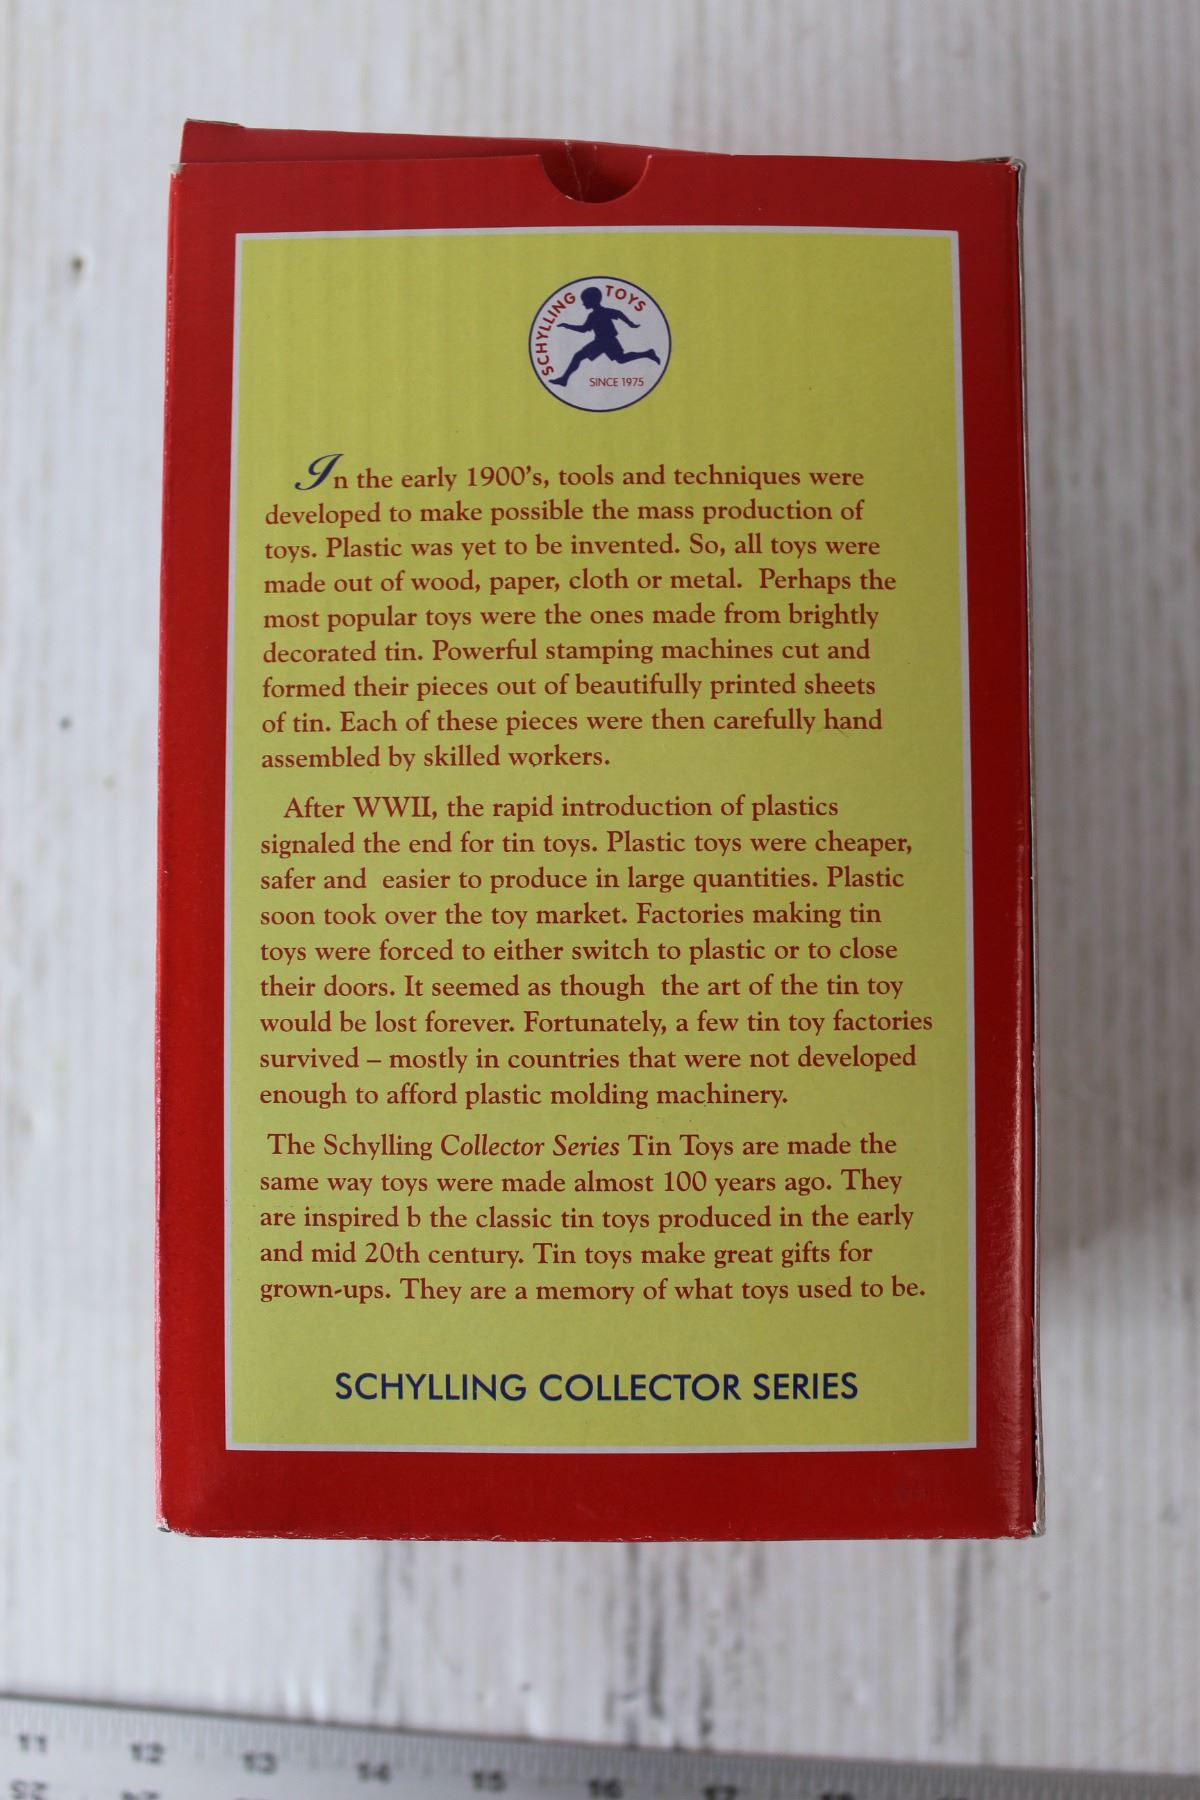 SCHYLLING TOYS
SINCE 1975
In the early 1900's, tools and techniques were
developed to make possible the mass production of
toys. Plastic was yet to be invented. So, all toys were
made out of wood, paper, cloth or metal.  Perhaps the
most popular toys were the ones made from brightly
decorated tin. Powerful stamping machines cut and
formed their pieces out of beautifully printed sheets
of tin. Each of these pieces were then carefully hand
assembled by skilled workers.
After WWII, the rapid introduction of plastics
signaled the end for tin toys. Plastic toys were cheaper,
safer and  easier to produce in large quantities. Plastic
soon took over the toy market. Factories making tin
toys were forced to either switch to plastic or to close
their doors. It seemed as though  the art of the tin toy
would be lost forever. Fortunately, a few tin toy factories
survived – mostly in countries that were not developed
enough to afford plastic molding machinery.
The Schylling Collector Series Tin Toys are made the
same way toys were made almost 100 years ago. They
are inspired b the classic tin toys produced in the early
and mid 20th century. Tin toys make great gifts for
grown-ups. They are a memory of what toys used to be.
SCHYLLING COLLECTOR SERIES
11 12 13 14 15 16 17
25 24